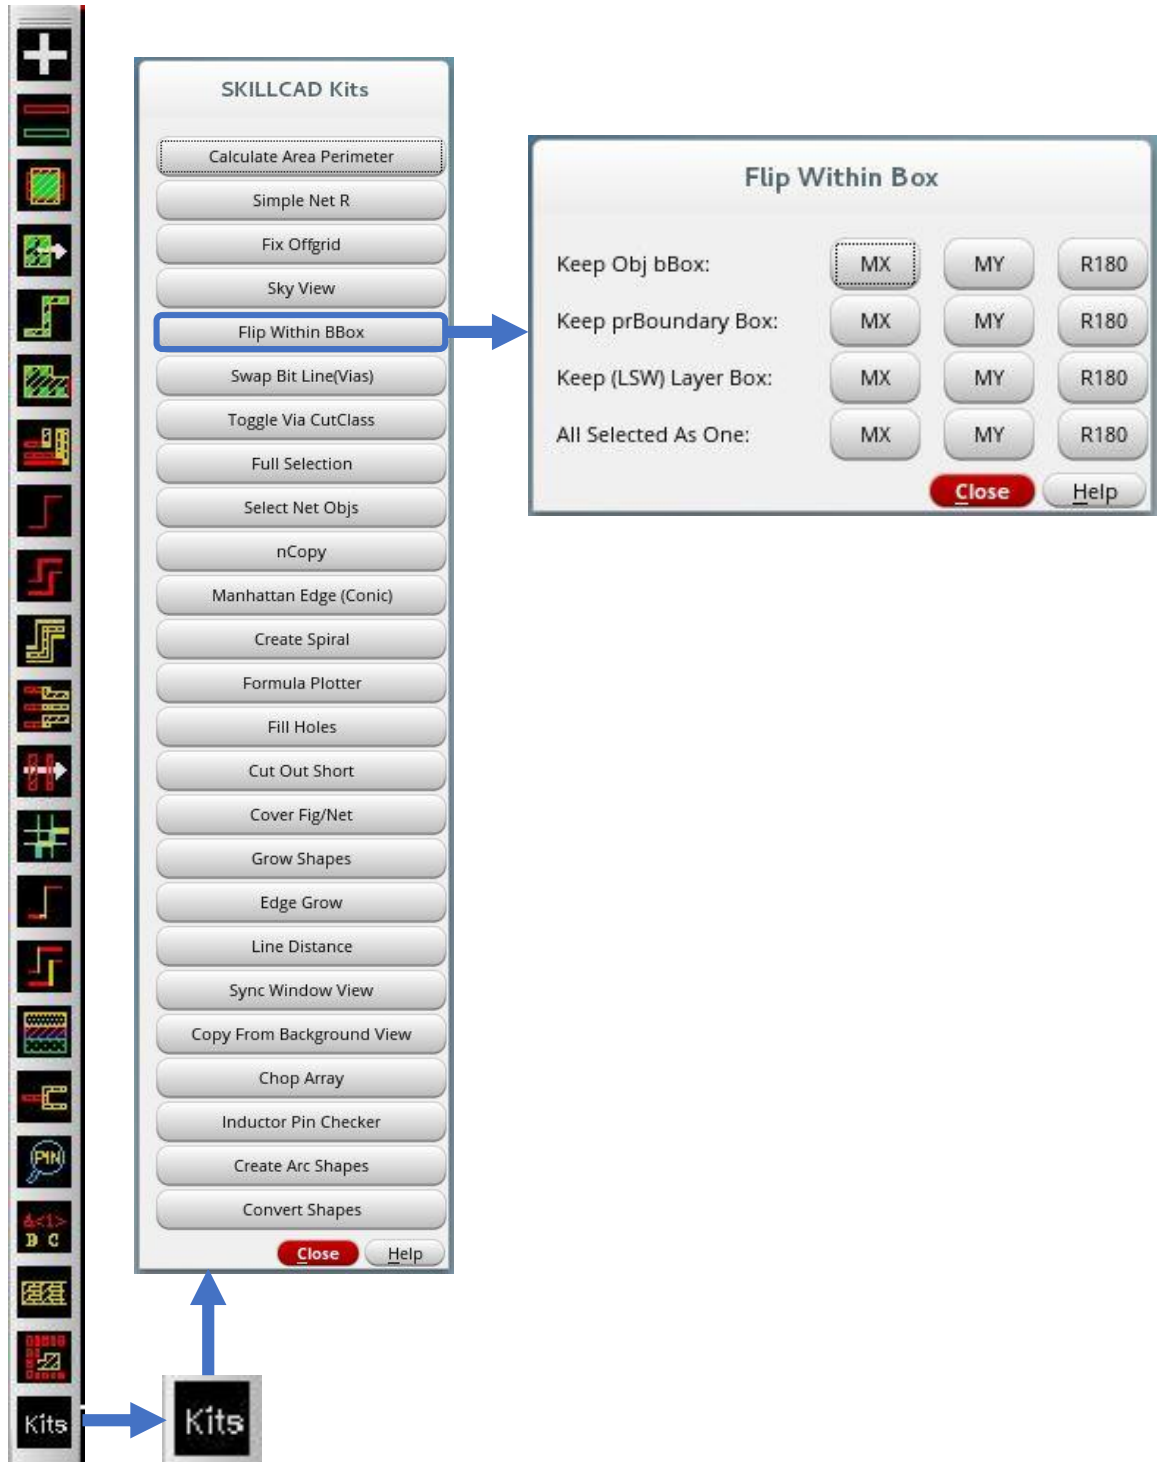 SKILLCAD Kits
Calculate Area Perimeter
Simple Net R
Fix Offgrid
Sky View
Flip Within BBox
Swap Bit Line(Vias)
Toggle Via CutClass
Full Selection
Select Net Objs
nCopy
Manhattan Edge (Conic)
Create Spiral
Formula Plotter
Fill Holes
Cut Out Short
Cover Fig/Net
Grow Shapes
Edge Grow
Line Distance
Sync Window View
Copy From Background View
Chop Array
Inductor Pin Checker
Create Arc Shapes
Convert Shapes
Close Help
Flip Within Box
Keep Obj bBox: MX MY R180
Keep prBoundary Box: MX MY R180
Keep (LSW) Layer Box: MX MY R180
All Selected As One: MX MY R180
Close Help
PIN
&<1>
B C
Kits
Kits